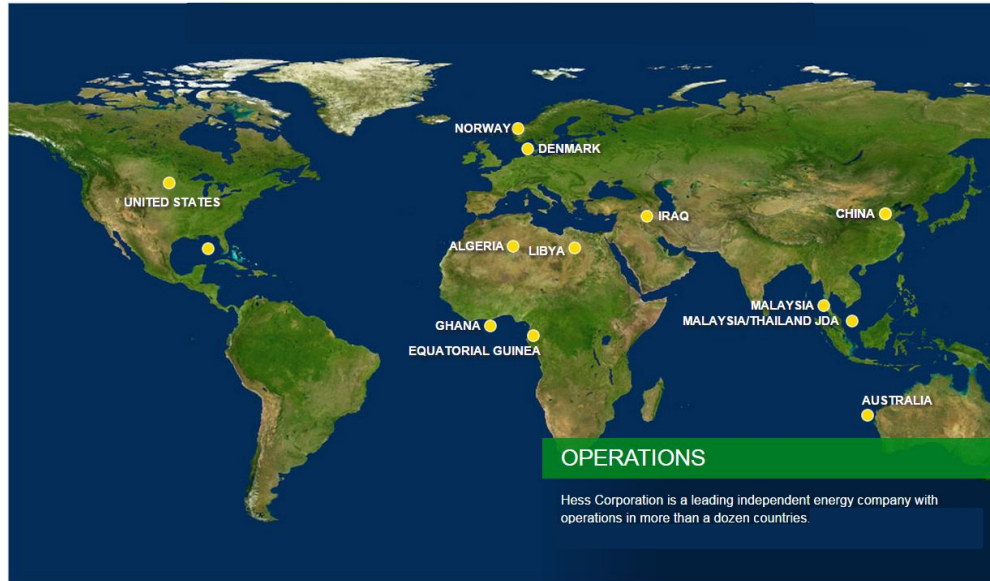 NORWAY
DENMARK
UNITED STATES
IRAQ
CHINA
ALGERIA
LIBYA
MALAYSIA
MALAYSIA/THAILAND JDA
GHANA
EQUATORIAL GUINEA
AUSTRALIA
OPERATIONS
Hess Corporation is a leading independent energy company with
operations in more than a dozen countries.